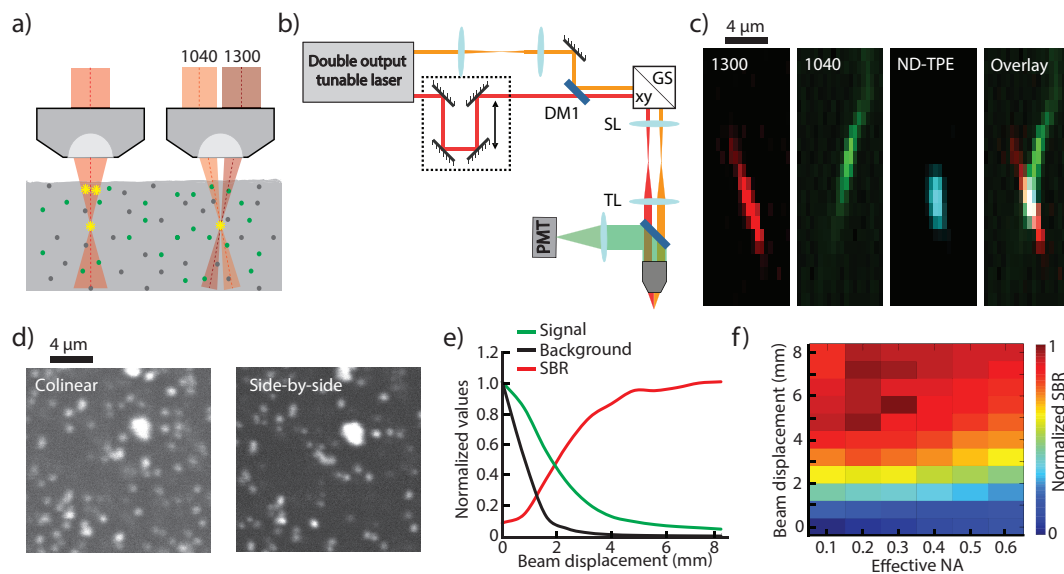 a)
1040
1300
b)
Double output
tunable laser
DM1
GS
xy
SL
TL
PMT
c)
4 µm
1300
1040
ND-TPE
Overlay
d)
4 µm
Colinear
Side-by-side
e)
Signal
Background
SBR
Normalized values
1.2
1.0
0.8
0.6
0.4
0.2
0
2
4
6
8
Beam displacement (mm)
f)
Beam displacement (mm)
8
6
4
2
0
0.1
0.2
0.3
0.4
0.5
0.6
Effective NA
1
0
Normalized SBR